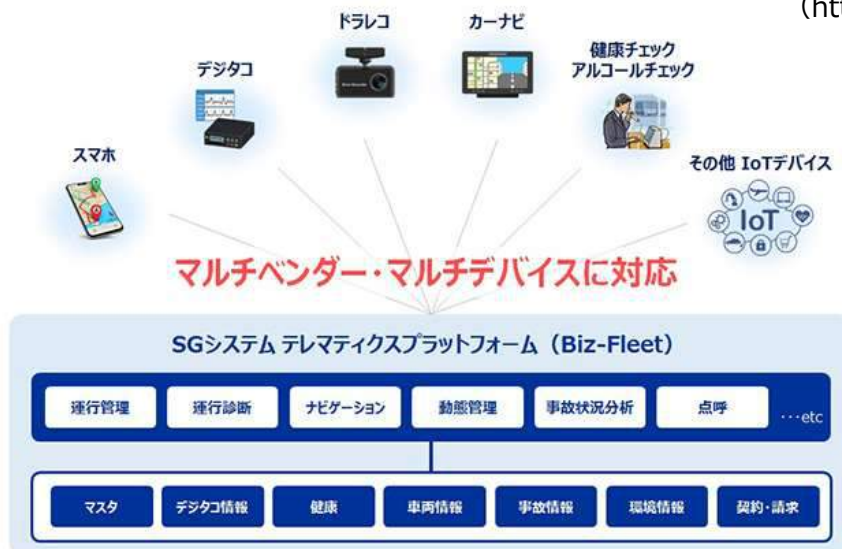 (htt
ドラレコ
カーナビ
デジタコ
健康チェック
アルコールチェック
スマホ
その他 IoTデバイス
IoT
マルチベンダー・マルチデバイスに対応
SGシステム テレマティクスプラットフォーム（Biz-Fleet）
運行管理
運行診断
ナビゲーション
動態管理
事故状況分析
点呼
…etc
マスタ
デジタコ情報
健康
車両情報
事故情報
環境情報
契約・請求